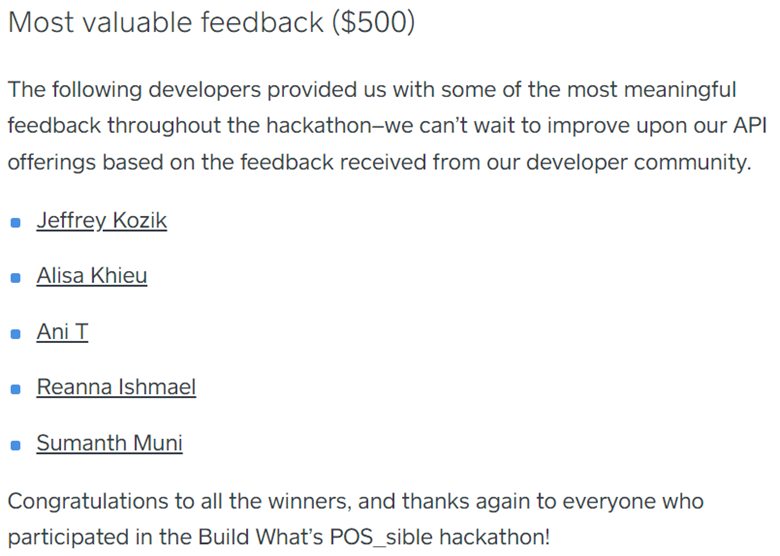 Most valuable feedback ($500)
The following developers provided us with some of the most meaningful
feedback throughout the hackathon–we can’t wait to improve upon our API
offerings based on the feedback received from our developer community.
Jeffrey Kozik
Alisa Khieu
Ani T
Reanna Ishmael
Sumanth Muni
Congratulations to all the winners, and thanks again to everyone who
participated in the Build What’s POS_sible hackathon!